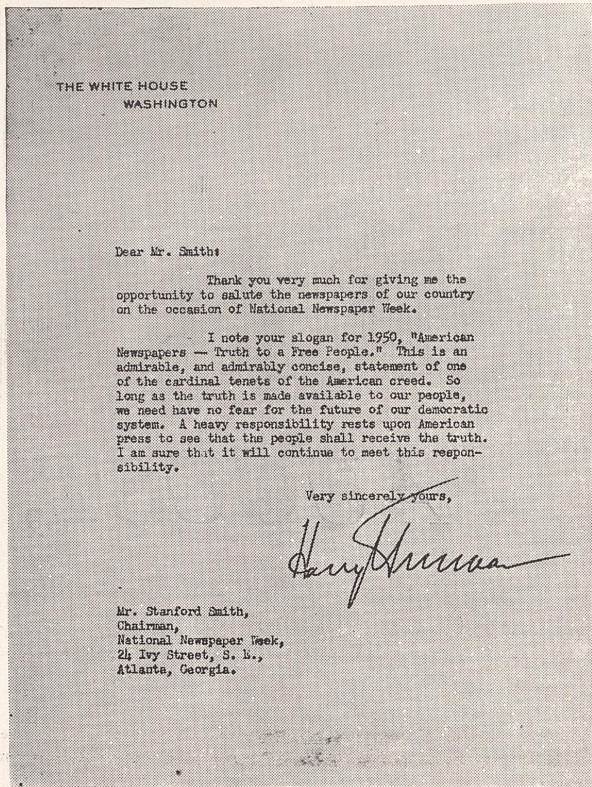 THE WHITE HOUSE
WASHINGTON
Dear Mr. Smith:
Thank you very much for giving me the
opportunity to salute the newspapers of our country
on the occasion of National Newspaper Week.
I note your slogan for 1950, "American
Newspapers — Truth to a Free People." This is an
admirable, and admirably concise, statement of one
of the cardinal tenets of the American creed. So
long as the truth is made available to our people,
we need have no fear for the future of our democratic
system. A heavy responsibility rests upon American
press to see that the people shall receive the truth.
I am sure that it will continue to meet this respon-
sibility.
Very sincerely yours,
Harry Truman
Mr. Stanford Smith,
Chairman,
National Newspaper Week,
24 Ivy Street, S. E.,
Atlanta, Georgia.